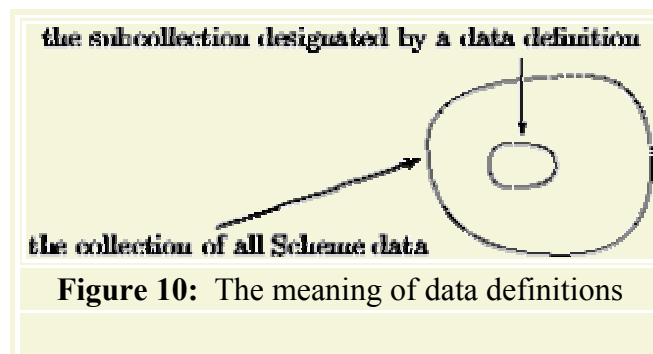 the subcollection designated by a data definition
the collection of all Scheme data
Figure 10: The meaning of data definitions